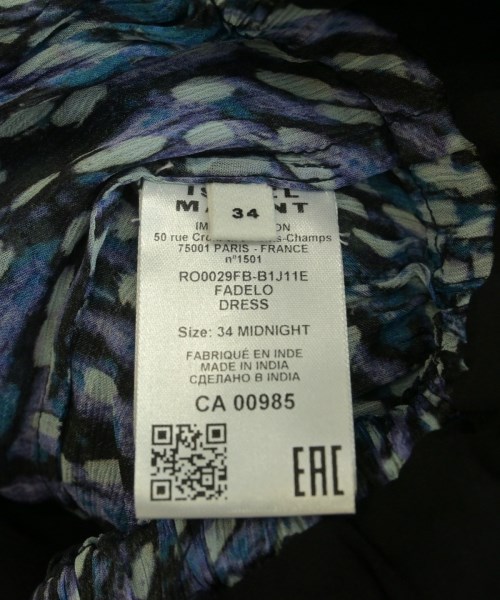 34
50 rue
-Champs
75001 PARIS - FRANCE
n°1501
RO0029FB-B1J11E
FADELO
DRESS
Size: 34 MIDNIGHT
FABRIQUÉ EN INDE
MADE IN INDIA
СДЕЛАНО В INDIA
CA 00985
EAC